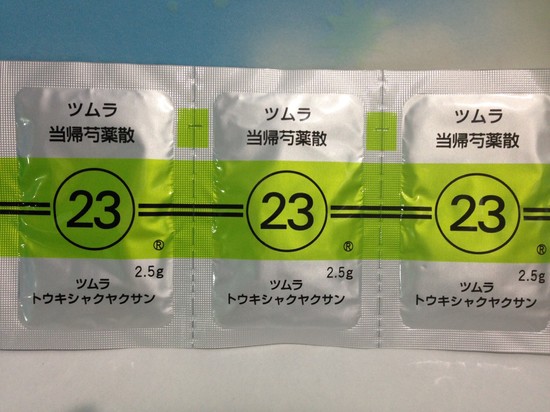 ツムラ
当帰芍薬散
23
®
2.5g
ツムラ
トウキシャクヤクサン
ツムラ
当帰芍薬散
23
®
2.5g
ツムラ
トウキシャクヤクサン
ツムラ
当帰芍薬散
23
®
2.5g
ツムラ
トウキシャクヤクサン